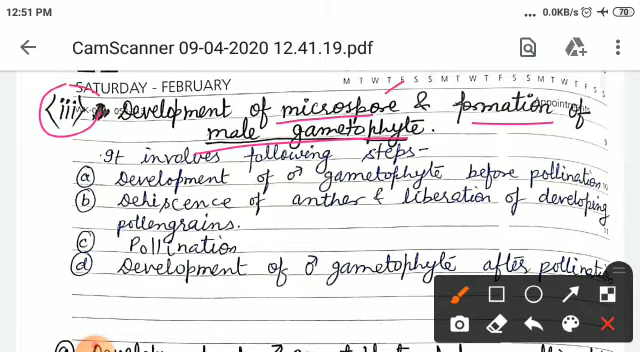 12:51 PM ... 0.0KB/s 70
CamScanner 09-04-2020 12.41.19.pdf
SATURDAY - FEBRUARY M T W T F S S M T W T F S S M T W T F S S
(iii) Development of microspore & formation of
Appointments
male gametophyte.
It involves following steps-
(a) Development of ♂ gametophyte before pollination
(b) Dehiscence of anther & liberation of developing
pollengrains.
(c) Pollination
(d) Development of ♂ gametophyte after pollination